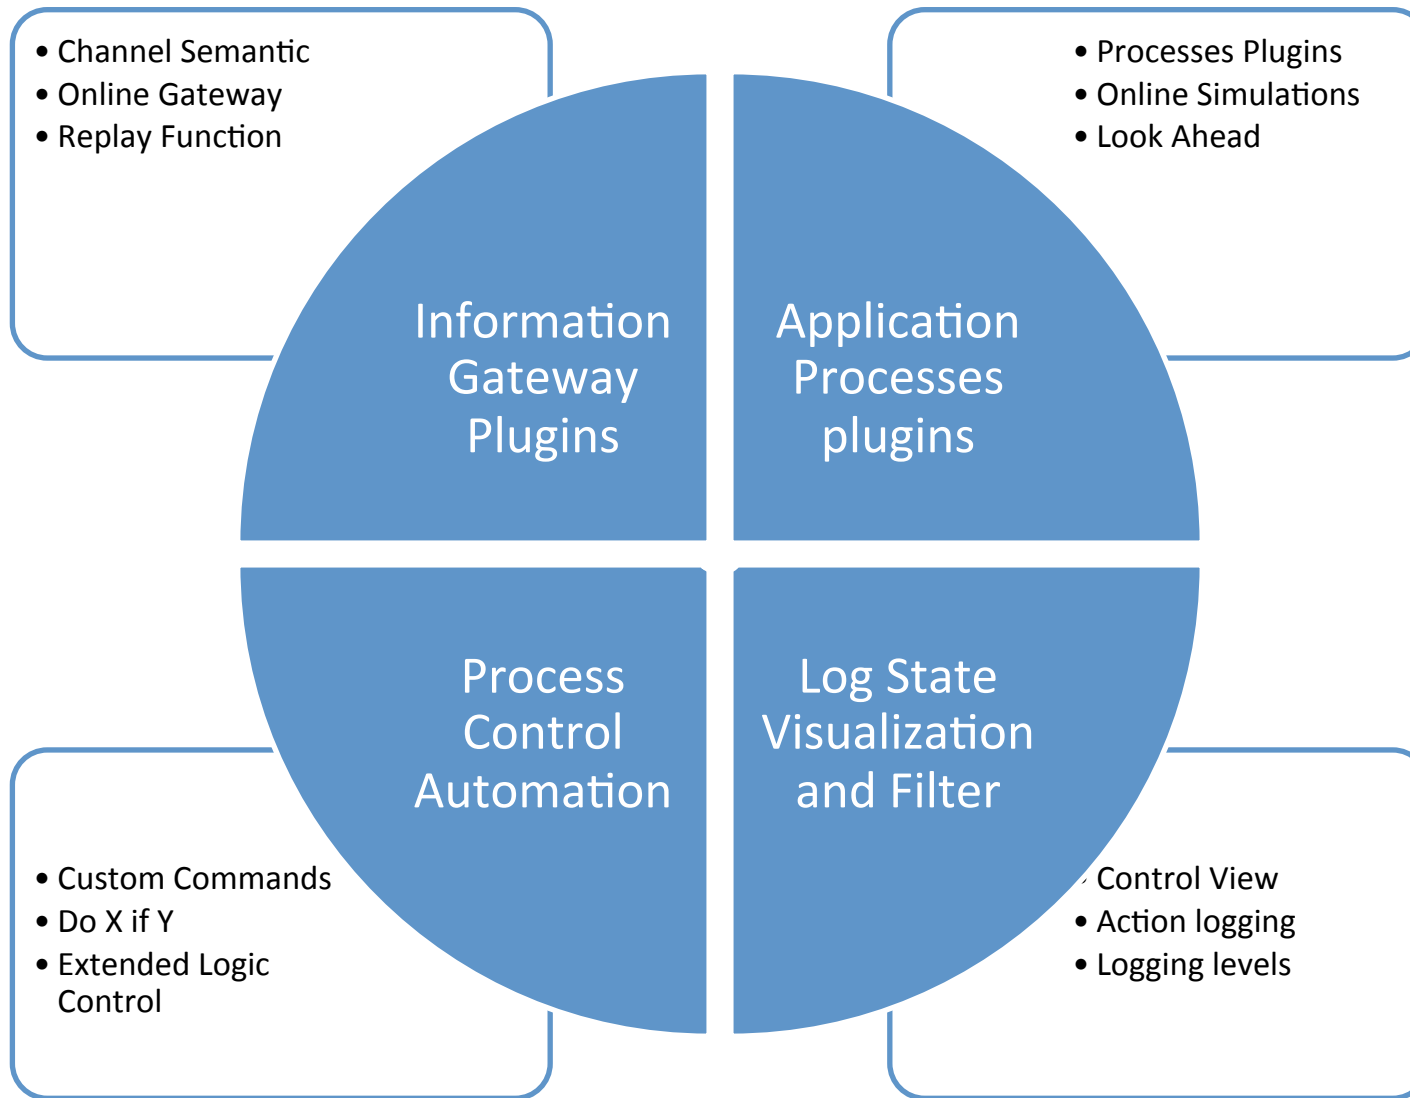 • Channel Semantic
• Online Gateway
• Replay Function
• Processes Plugins
• Online Simulations
• Look Ahead
Information
Gateway
Plugins
Application
Processes
plugins
Process
Control
Automation
Log State
Visualization
and Filter
• Custom Commands
• Do X if Y
• Extended Logic
Control
• Control View
• Action logging
• Logging levels